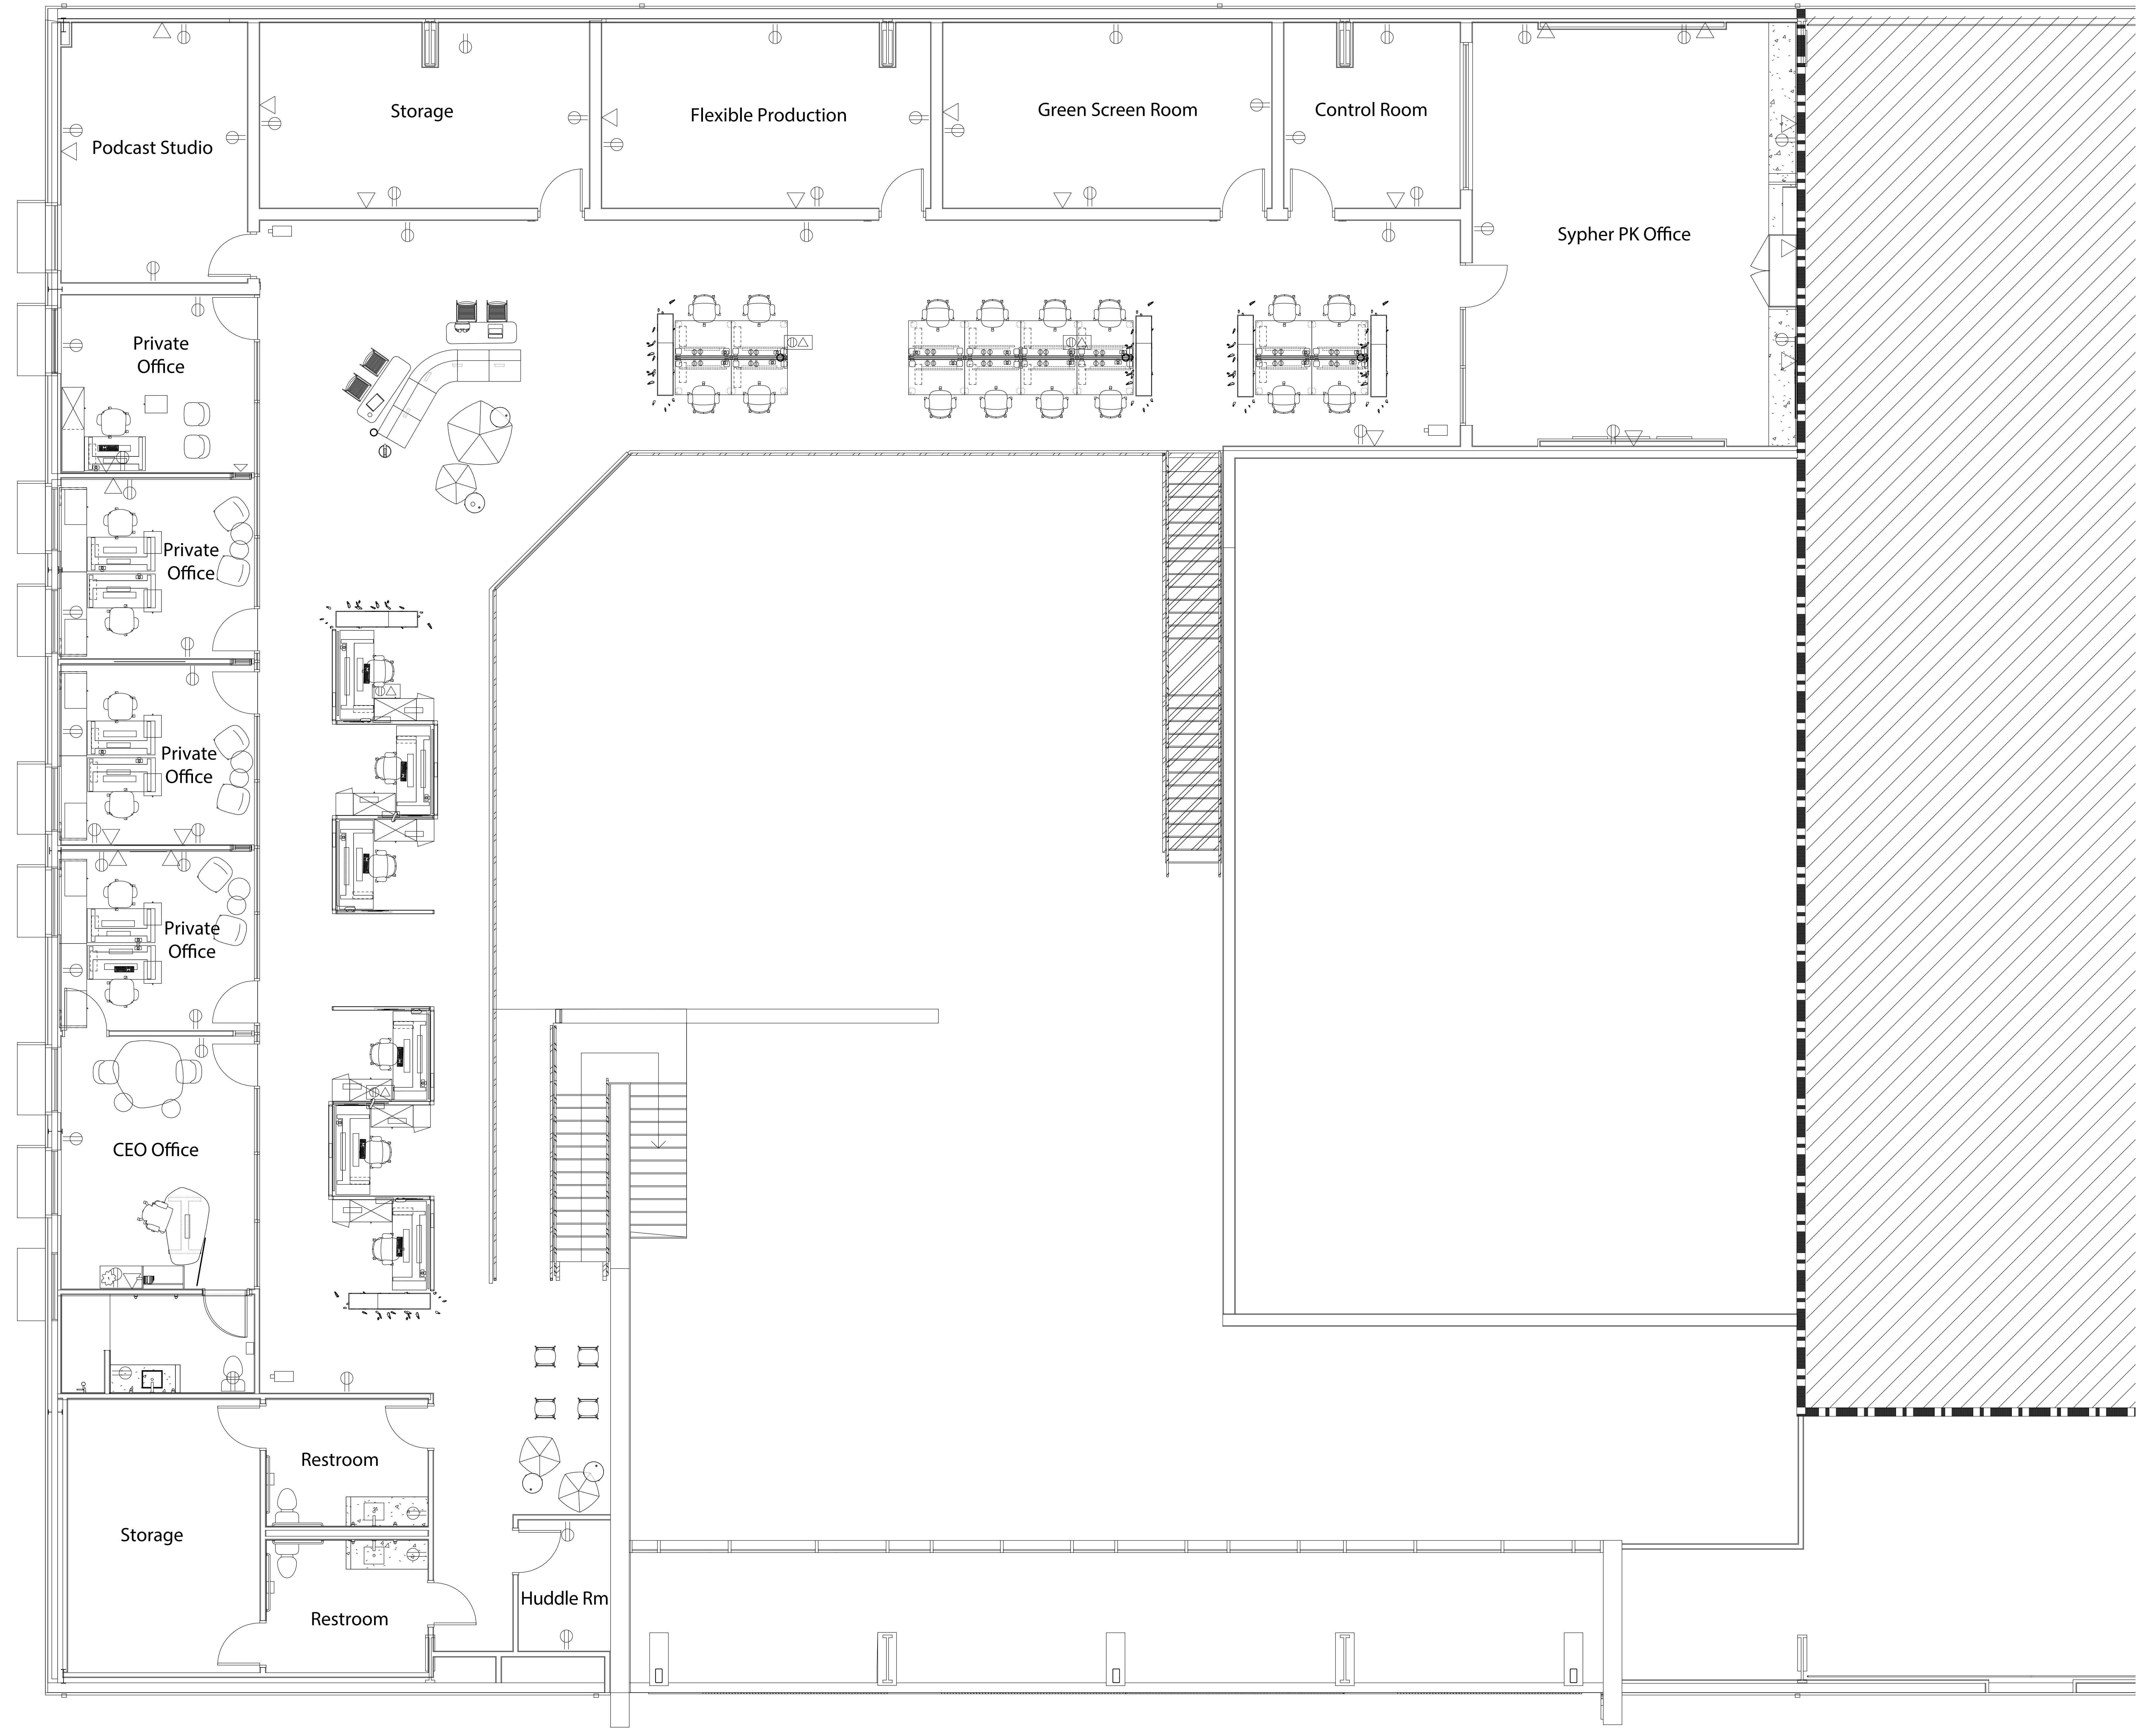 Podcast Studio
Storage
Flexible Production
Green Screen Room
Control Room
Sypher PK Office
Private
Office
Private
Office
Private
Office
Private
Office
CEO Office
Restroom
Storage
Restroom
Huddle Rm